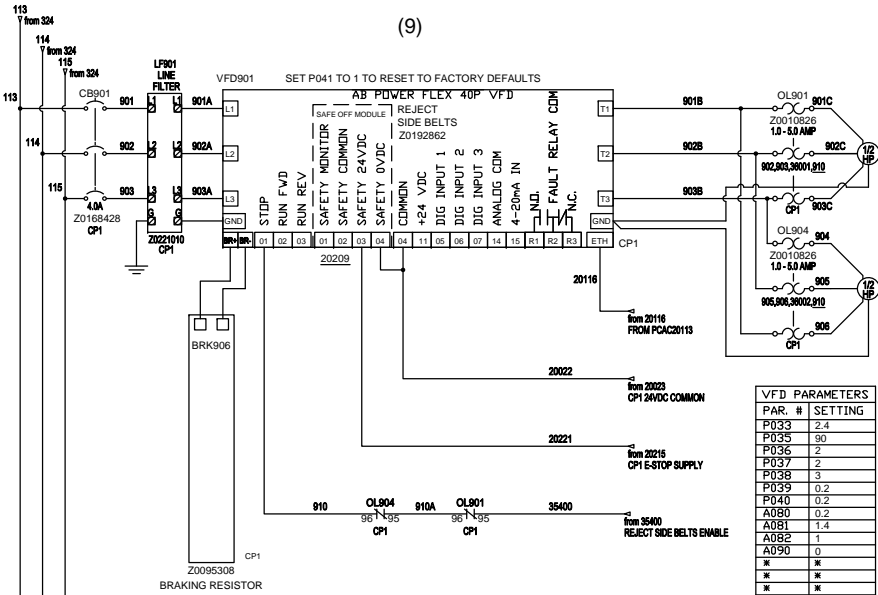 (9)
113
from 324
114
from 324
115
from 324
113
114
115
CB901
901
902
903
4.0A
Z0168428
CP1
LF901
LINE
FILTER
L1 L1
L2 L2
L3 L3
G G
Z0221010
CP1
901A
902A
903A
VFD901 SET P041 TO 1 TO RESET TO FACTORY DEFAULTS
AB POWER FLEX 40P VFD
SAFE OFF MODULE
REJECT
SIDE BELTS
Z0192862
L1
L2
L3
GND
T1
T2
T3
GND
STOP
RUN FWD
RUN REV
SAFETY MONITOR
SAFETY COMMON
SAFETY 24VDC
SAFETY 0VDC
COMMON
+24 VDC
DIG INPUT 1
DIG INPUT 2
DIG INPUT 3
ANALOG COM
4-20mA IN
N.O.
FAULT RELAY COM
N.C.
BR+ BR- 01 02 03 01 02 03 04 04 11 05 06 07 14 15 R1 R2 R3 ETH CP1
20209
901B
902B
903B
OL901
901C
Z0010826
1.0 - 5.0 AMP
902C
902,903,36001,910
903C
CP1
1/2
HP
OL904
904
Z0010826
1.0 - 5.0 AMP
905
905,906,36002,910
906
CP1
1/2
HP
20116
from 20116
FROM PCAC20113
20022
from 20023
CP1 24VDC COMMON
20221
from 20215
CP1 E-STOP SUPPLY
910 OL904 910A OL901 35400
96 95 96 95
CP1 CP1
from 35400
REJECT SIDE BELTS ENABLE
BRK906
CP1
Z0095308
BRAKING RESISTOR
VFD PARAMETERS
PAR. # SETTING
P033 2.4
P035 90
P036 2
P037 2
P038 3
P039 0.2
P040 0.2
A080 0.2
A081 1.4
A082 1
A090 0
* *
* *
* *